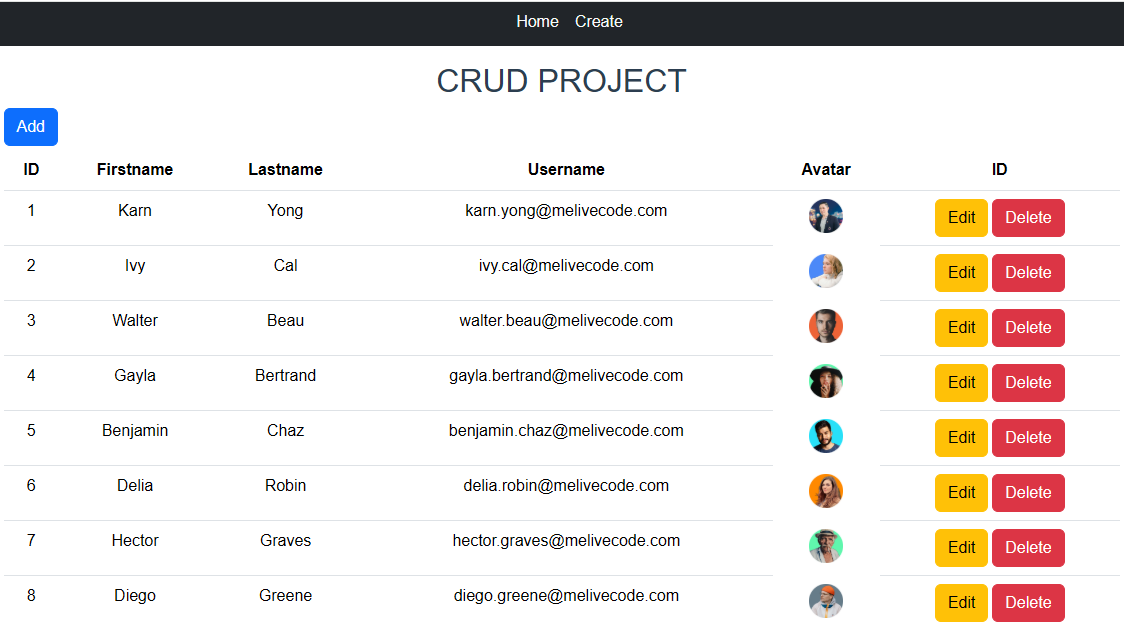 Home Create
CRUD PROJECT
Add
ID Firstname Lastname Username Avatar ID
1 Karn Yong karn.yong@melivecode.com Edit Delete
2 Ivy Cal ivy.cal@melivecode.com Edit Delete
3 Walter Beau walter.beau@melivecode.com Edit Delete
4 Gayla Bertrand gayla.bertrand@melivecode.com Edit Delete
5 Benjamin Chaz benjamin.chaz@melivecode.com Edit Delete
6 Delia Robin delia.robin@melivecode.com Edit Delete
7 Hector Graves hector.graves@melivecode.com Edit Delete
8 Diego Greene diego.greene@melivecode.com Edit Delete